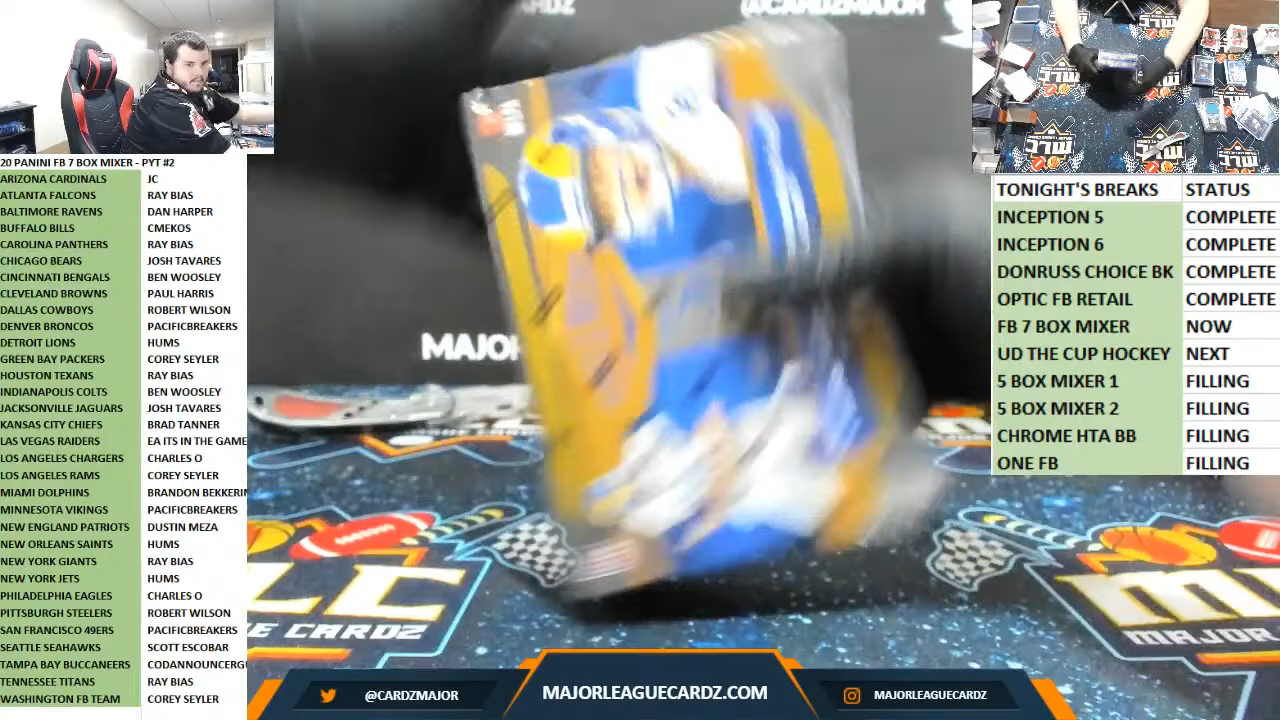 20 PANINI FB 7 BOX MIXER - PYT #2
ARIZONA CARDINALS JC
ATLANTA FALCONS RAY BIAS
BALTIMORE RAVENS DAN HARPER
BUFFALO BILLS CMEKOS
CAROLINA PANTHERS RAY BIAS
CHICAGO BEARS JOSH TAVARES
CINCINNATI BENGALS BEN WOOSLEY
CLEVELAND BROWNS PAUL HARRIS
DALLAS COWBOYS ROBERT WILSON
DENVER BRONCOS PACIFICBREAKERS
DETROIT LIONS HUMS
GREEN BAY PACKERS COREY SEYLER
HOUSTON TEXANS RAY BIAS
INDIANAPOLIS COLTS BEN WOOSLEY
JACKSONVILLE JAGUARS JOSH TAVARES
KANSAS CITY CHIEFS BRAD TANNER
LAS VEGAS RAIDERS EA ITS IN THE GAME
LOS ANGELES CHARGERS CHARLES O
LOS ANGELES RAMS COREY SEYLER
MIAMI DOLPHINS BRANDON BEKKERIN
MINNESOTA VIKINGS PACIFICBREAKERS
NEW ENGLAND PATRIOTS DUSTIN MEZA
NEW ORLEANS SAINTS HUMS
NEW YORK GIANTS RAY BIAS
NEW YORK JETS HUMS
PHILADELPHIA EAGLES CHARLES O
PITTSBURGH STEELERS ROBERT WILSON
SAN FRANCISCO 49ERS PACIFICBREAKERS
SEATTLE SEAHAWKS SCOTT ESCOBAR
TAMPA BAY BUCCANEERS CODANNOUNCERG
TENNESSEE TITANS RAY BIAS
WASHINGTON FB TEAM COREY SEYLER
@CARDZMAJOR
MAJOR
MLC
MLC
MLC
MLC
TONIGHT'S BREAKS STATUS
INCEPTION 5 COMPLETE
INCEPTION 6 COMPLETE
DONRUSS CHOICE BK COMPLETE
OPTIC FB RETAIL COMPLETE
FB 7 BOX MIXER NOW
UD THE CUP HOCKEY NEXT
5 BOX MIXER 1 FILLING
5 BOX MIXER 2 FILLING
CHROME HTA BB FILLING
ONE FB FILLING
LC
E CARDZ
ML
MAJOR
@CARDZMAJOR
MAJORLEAGUECARDZ.COM
MAJORLEAGUECARDZ